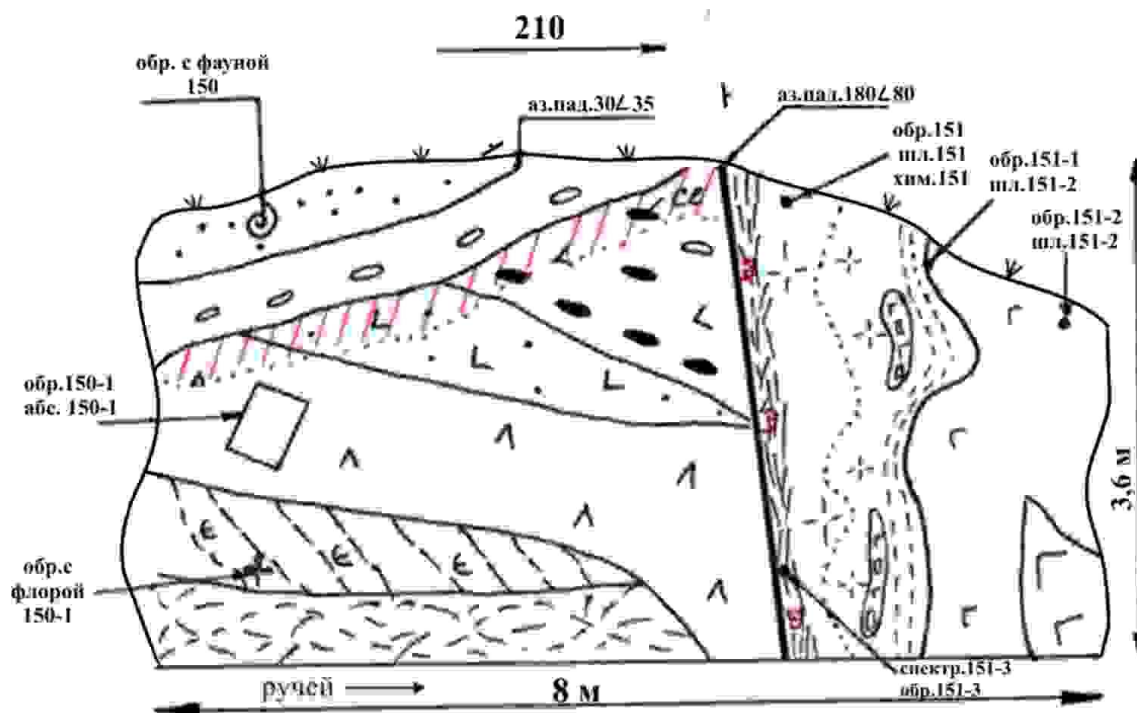 210
обр. с фауной
150
аз.пад.30∠35
аз.пад.180∠80
обр.151
шл.151
хим.151
обр.151-1
шл.151-2
обр.151-2
шл.151-2
обр.150-1
абс. 150-1
3,6 м
обр.с
флорой
150-1
спектр.151-3
обр.151-3
ручей
8 м